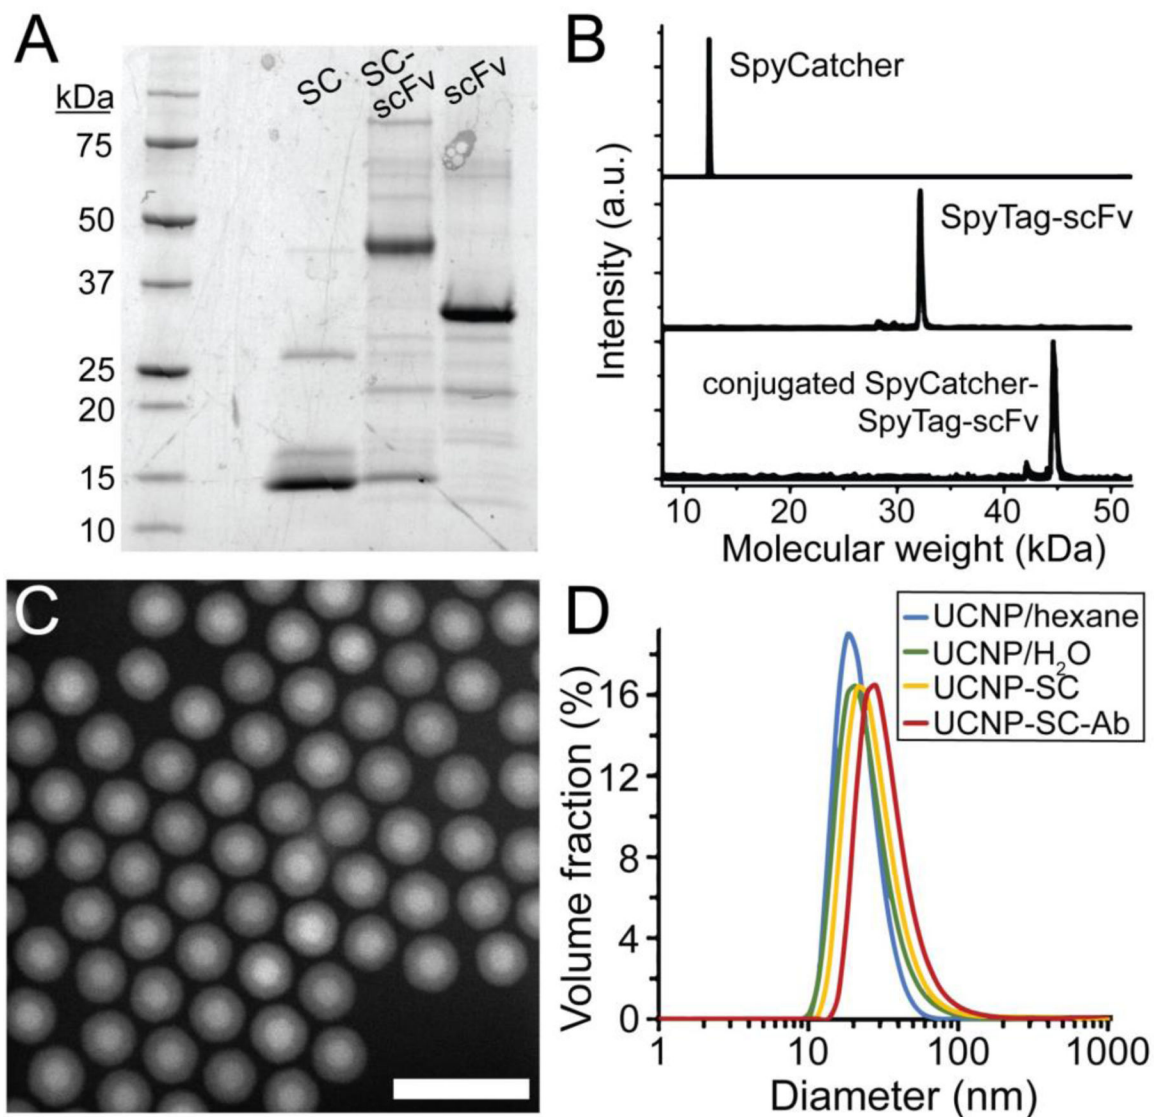 A
kDa
75
50
37
25
20
15
10
SC
SC-
scFv
scFv
B
Intensity (a.u.)
SpyCatcher
SpyTag-scFv
conjugated SpyCatcher-
SpyTag-scFv
10 20 30 40 50
Molecular weight (kDa)
C
D
UCNP/hexane
UCNP/H₂O
UCNP-SC
UCNP-SC-Ab
Volume fraction (%)
16
12
8
4
0
1 10 100 1000
Diameter (nm)